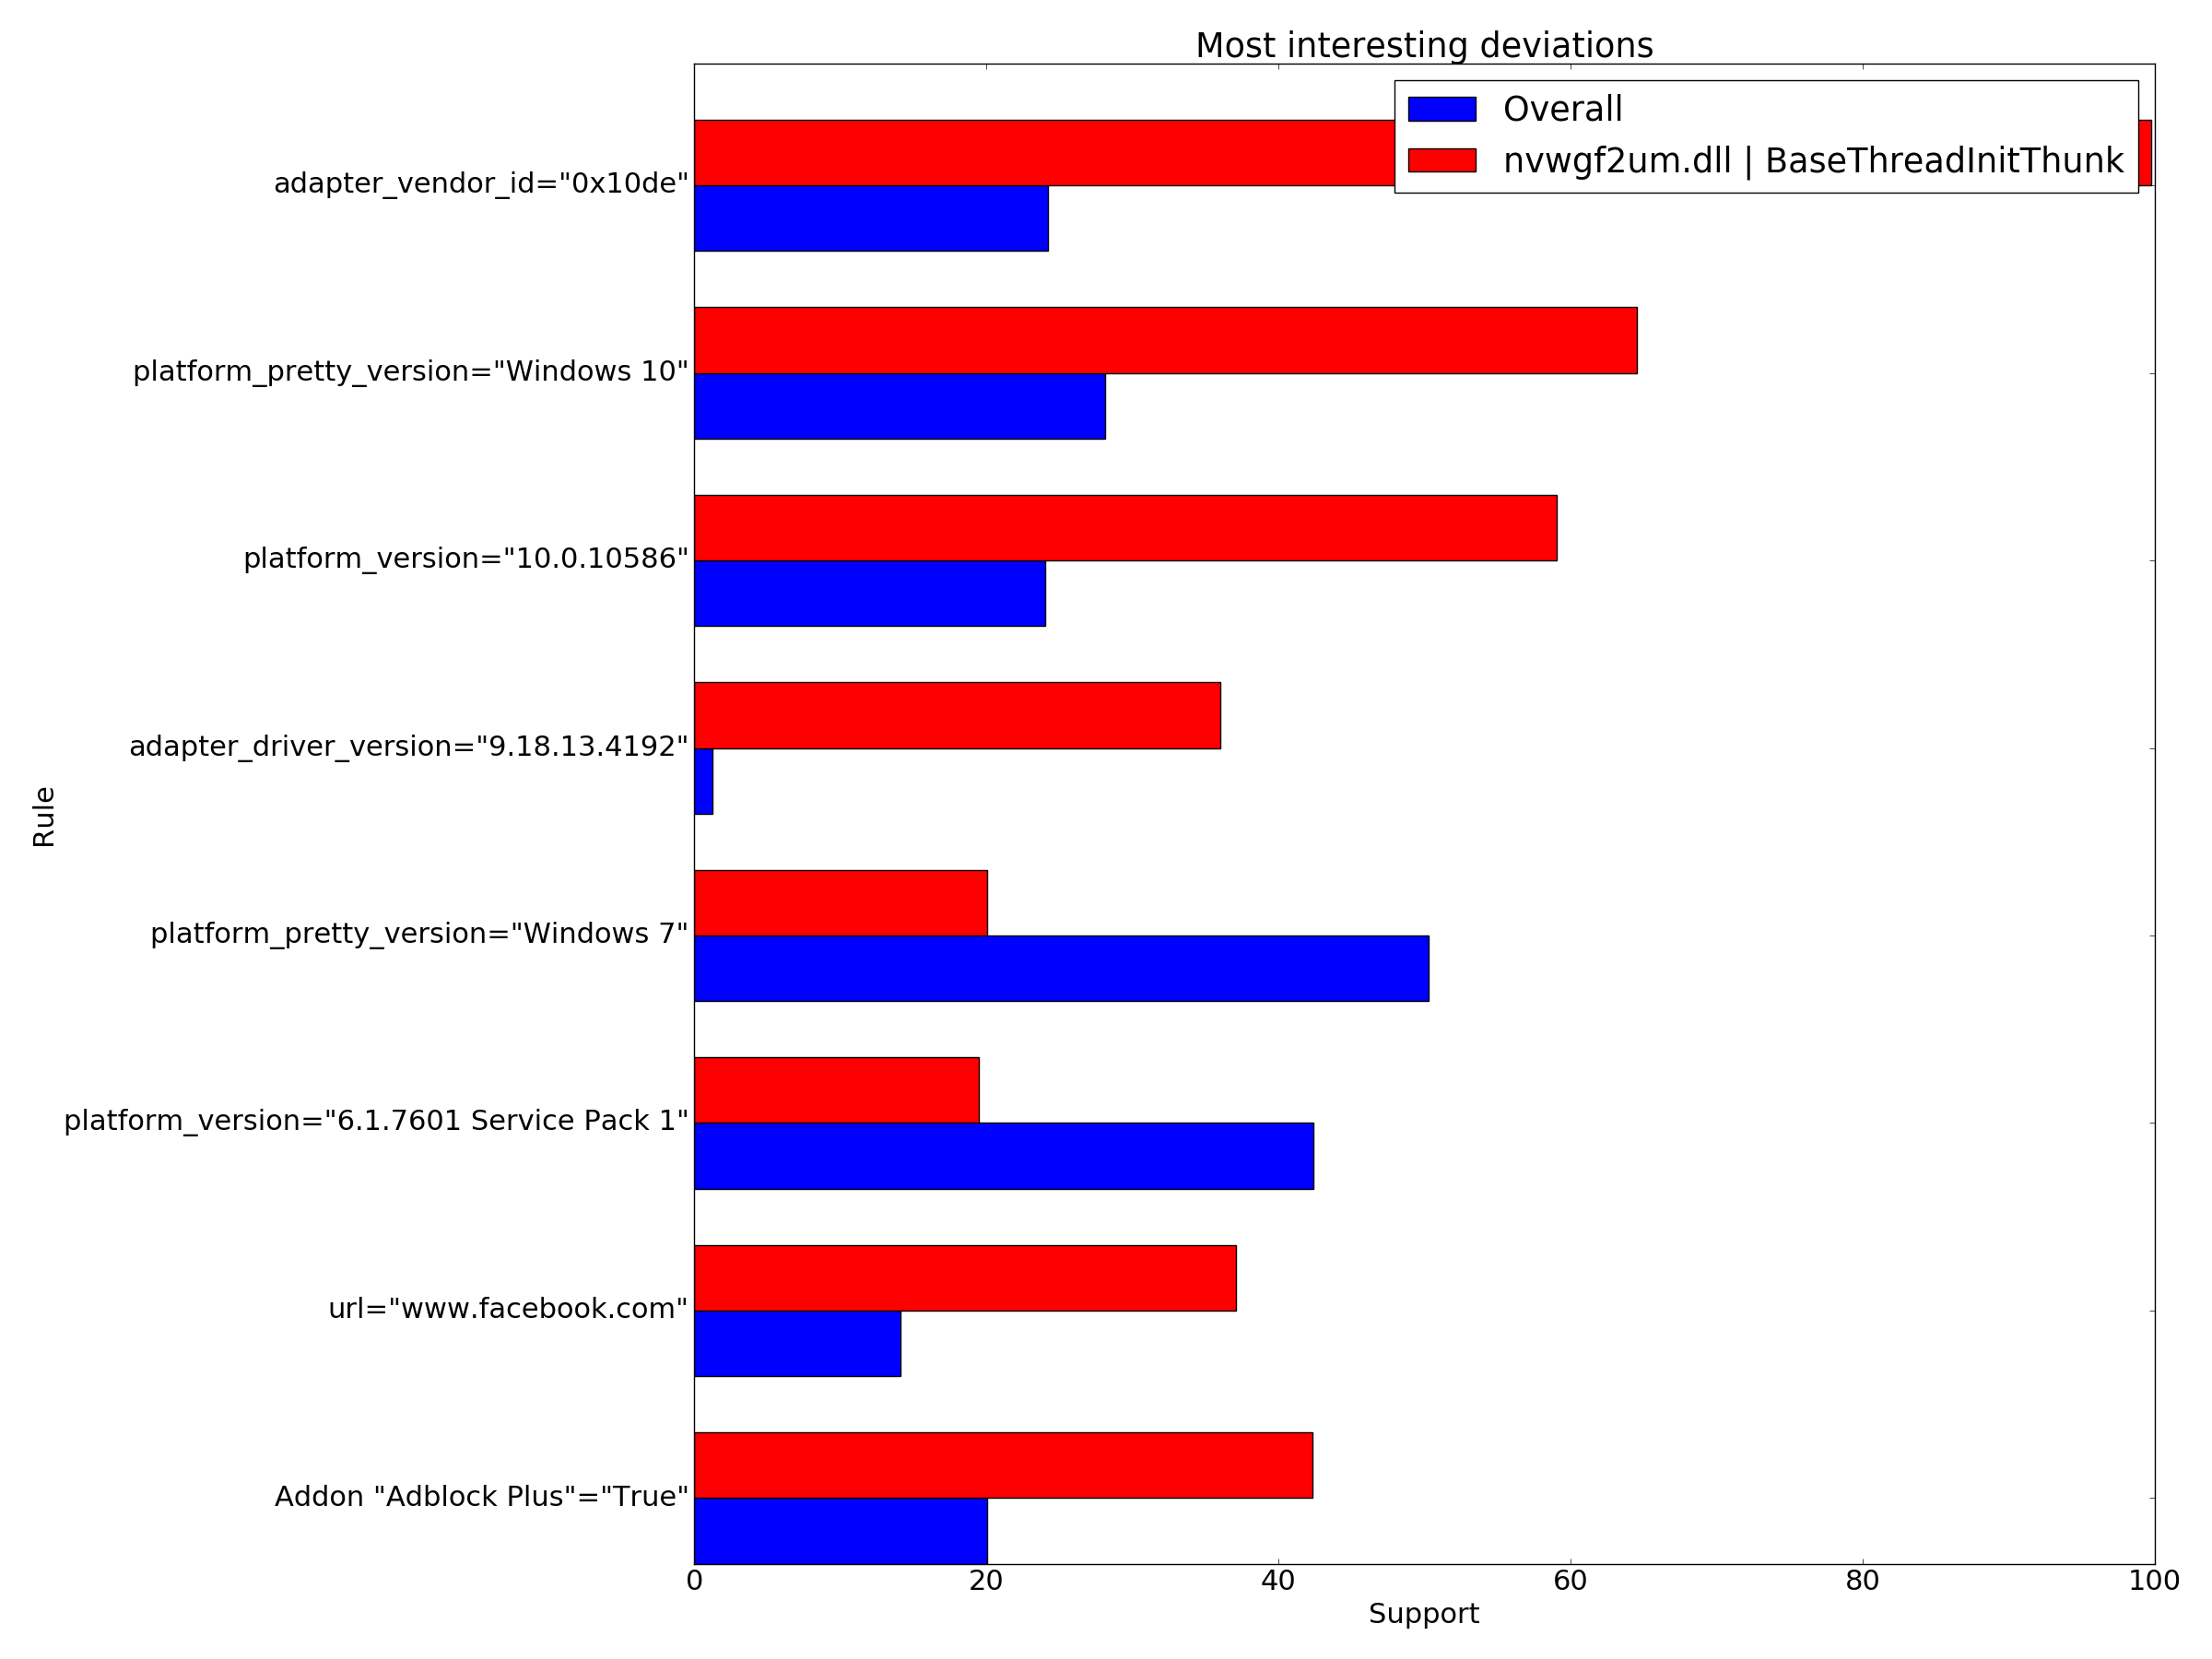 Most interesting deviations
Overall
nvwgf2um.dll | BaseThreadInitThunk
adapter_vendor_id="0x10de"
platform_pretty_version="Windows 10"
platform_version="10.0.10586"
adapter_driver_version="9.18.13.4192"
Rule
platform_pretty_version="Windows 7"
platform_version="6.1.7601 Service Pack 1"
url="www.facebook.com"
Addon "Adblock Plus"="True"
0 20 40 60 80 100
Support